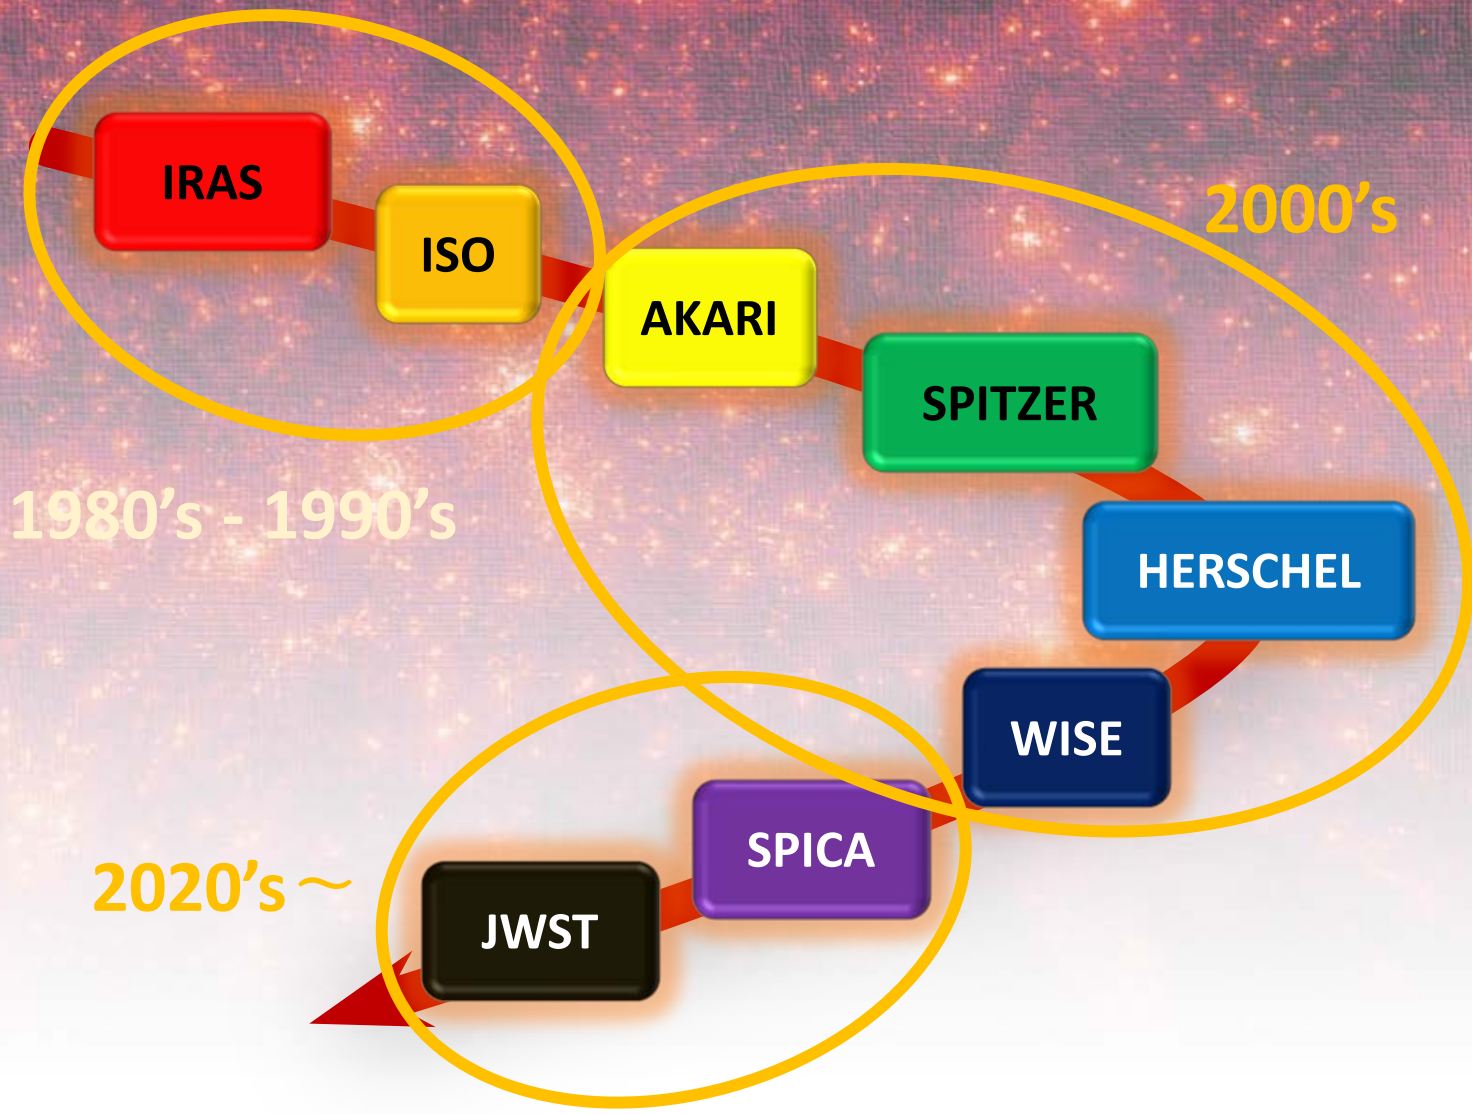 IRAS
ISO
2000's
AKARI
SPITZER
1980's - 1990's
HERSCHEL
WISE
SPICA
2020's～
JWST